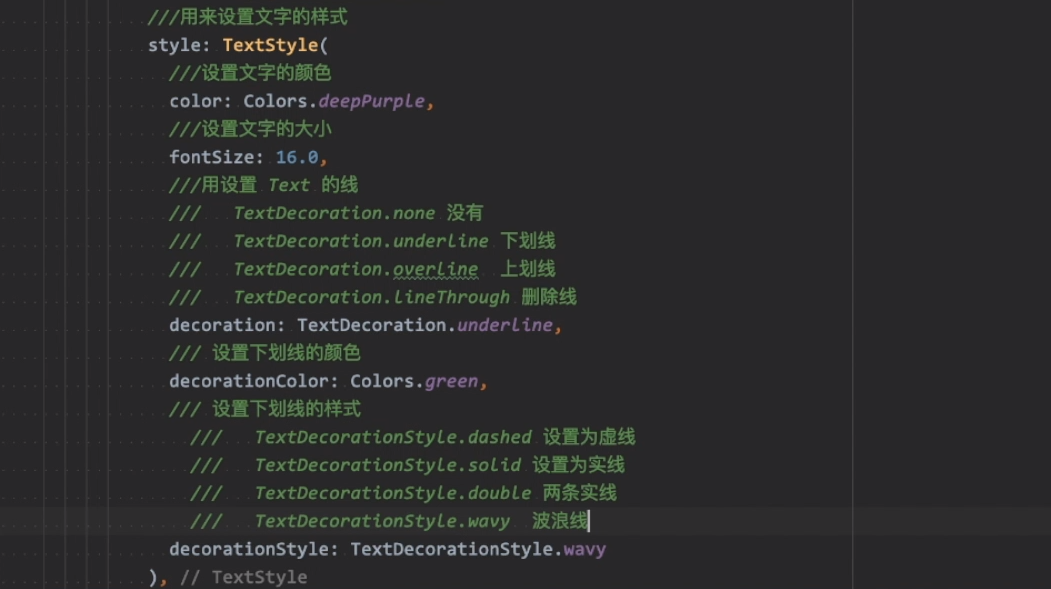 ///用来设置文字的样式
style: TextStyle(
///设置文字的颜色
color: Colors.deepPurple,
///设置文字的大小
fontSize: 16.0,
///用设置 Text 的线
/// TextDecoration.none 没有
/// TextDecoration.underline 下划线
/// TextDecoration.overline 上划线
/// TextDecoration.lineThrough 删除线
decoration: TextDecoration.underline,
/// 设置下划线的颜色
decorationColor: Colors.green,
/// 设置下划线的样式
/// TextDecorationStyle.dashed 设置为虚线
/// TextDecorationStyle.solid 设置为实线
/// TextDecorationStyle.double 两条实线
/// TextDecorationStyle.wavy 波浪线
decorationStyle: TextDecorationStyle.wavy
), // TextStyle